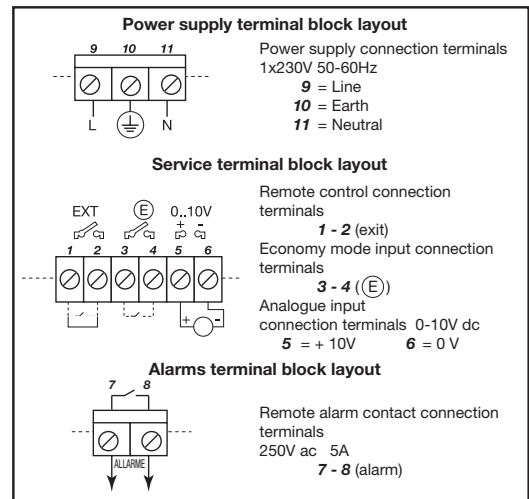 Power supply terminal block layout
9 10 11
L N
Power supply connection terminals
1x230V 50-60Hz
9 = Line
10 = Earth
11 = Neutral
Service terminal block layout
EXT E 0..10V
+ -
1 2 3 4 5 6
+ -
Remote control connection
terminals
1 - 2 (exit)
Economy mode input connection
terminals
3 - 4 (E)
Analogue input
connection terminals 0-10V dc
5 = + 10V 6 = 0 V
Alarms terminal block layout
7 8
ALLARME
Remote alarm contact connection
terminals
250V ac 5A
7 - 8 (alarm)